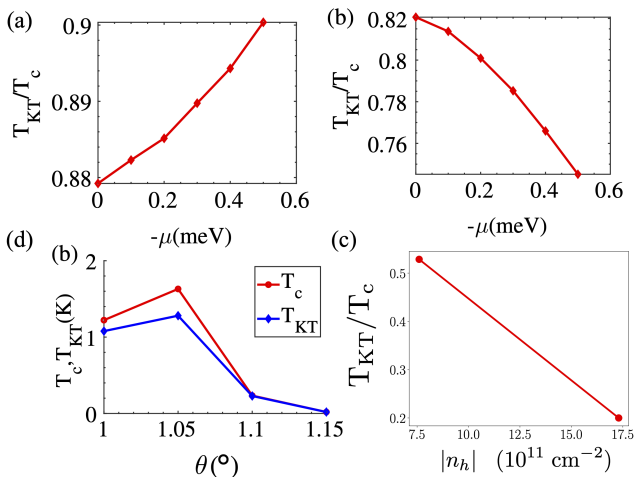 (a)
T_KT/T_c
0.9
0.89
0.88
0
0.2
0.4
0.6
-μ(meV)
(b)
T_KT/T_c
0.82
0.8
0.78
0.76
0
0.2
0.4
0.6
-μ(meV)
(d)
(b)
T_c,T_KT(K)
2
1
0
1
1.05
1.1
1.15
θ(°)
T_c
T_KT
(c)
T_KT/T_c
0.5
0.4
0.3
0.2
7.5
10.0
12.5
15.0
17.5
|n_h| (10^11 cm^-2)